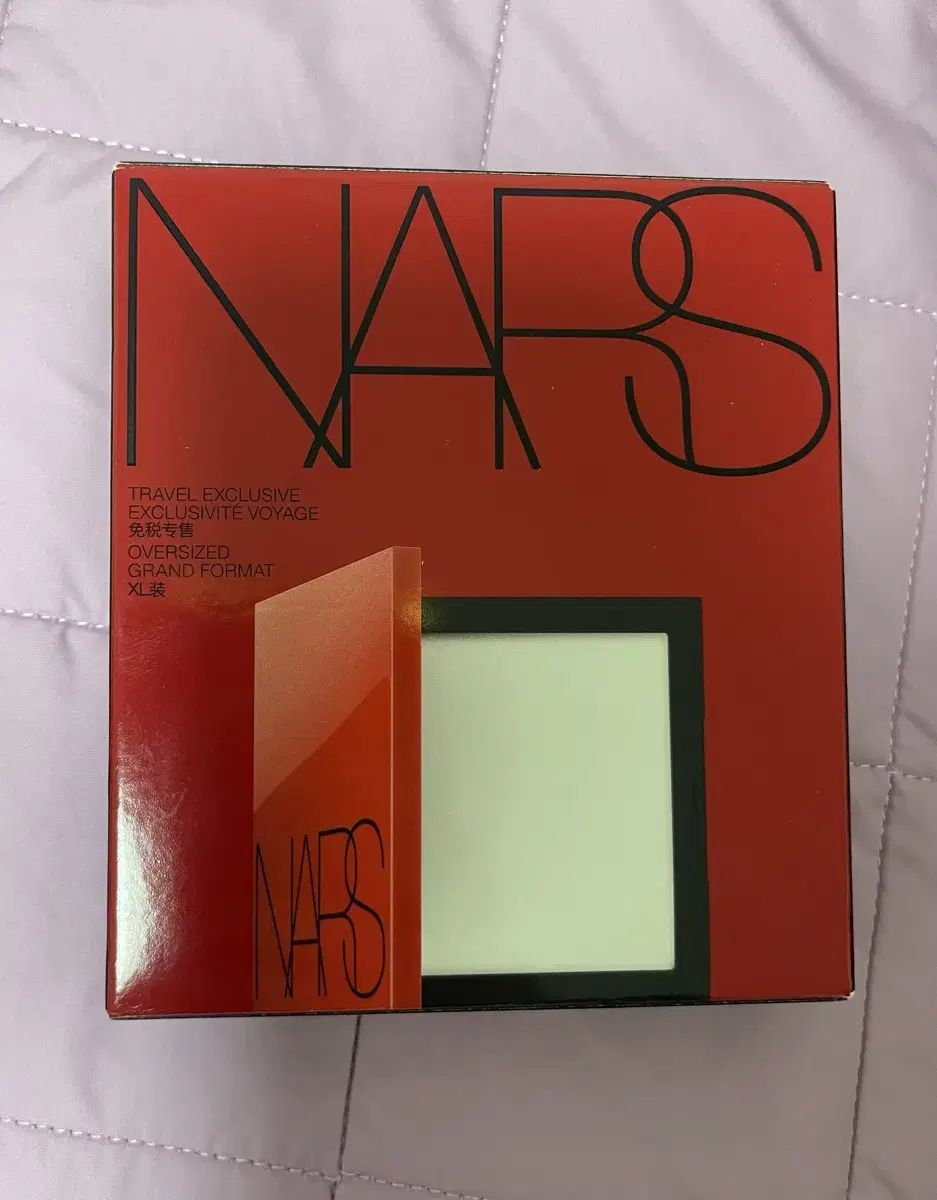 NARS
TRAVEL EXCLUSIVE
EXCLUSIVITÉ VOYAGE
免税专售
OVERSIZED
GRAND FORMAT
XL装
NARS